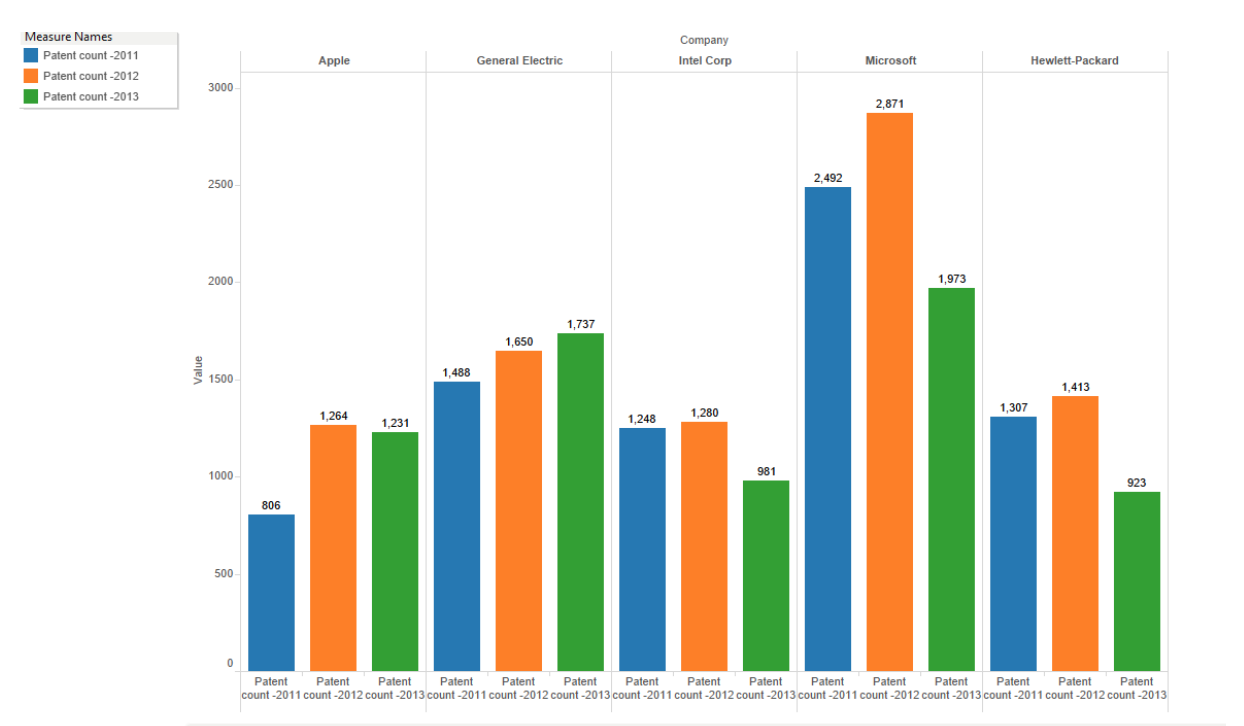 Measure Names
Patent count -2011
Patent count -2012
Patent count -2013
Company
Apple General Electric Intel Corp Microsoft Hewlett-Packard
Value
3000
2500
2000
1500
1000
500
0
806
1,264
1,231
1,488
1,650
1,737
1,248
1,280
981
2,492
2,871
1,973
1,307
1,413
923
Patent Patent Patent Patent Patent Patent Patent Patent Patent Patent Patent Patent Patent Patent Patent
count -2011 count -2012 count -2013 count -2011 count -2012 count -2013 count -2011 count -2012 count -2013 count -2011 count -2012 count -2013 count -2011 count -2012 count -2013